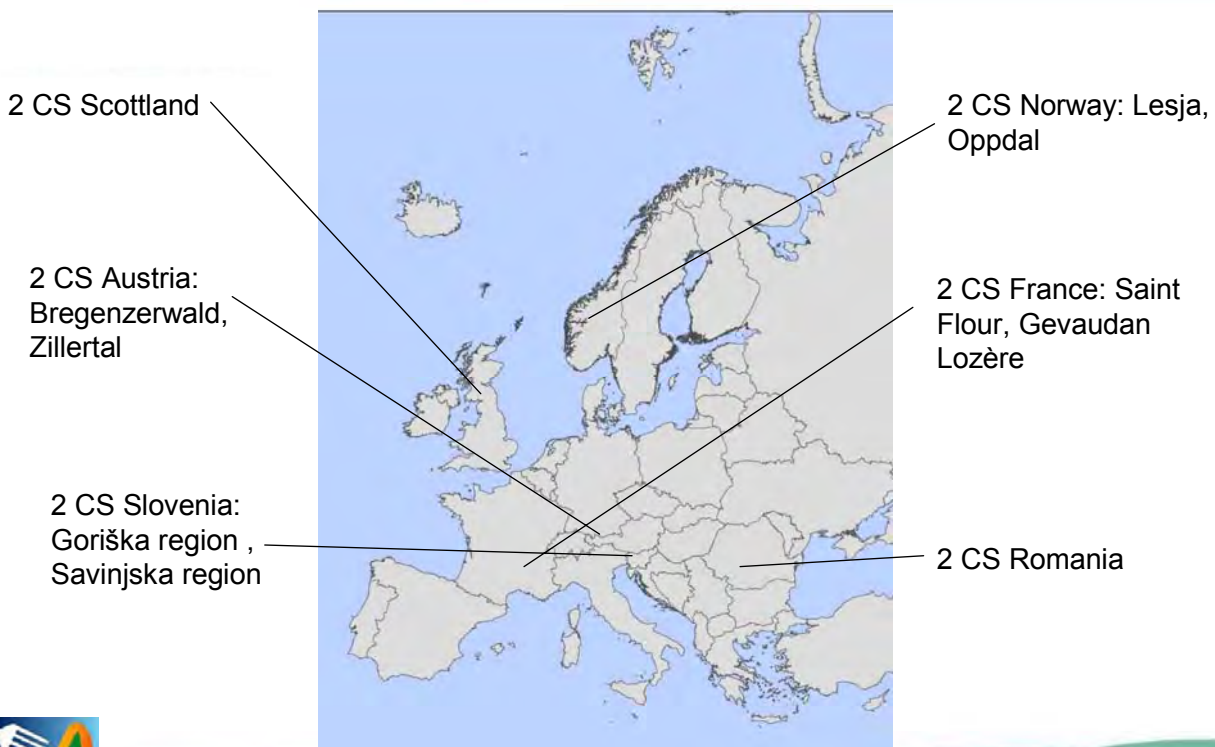 2 CS Scottland
2 CS Norway: Lesja,
Oppdal
2 CS Austria:
Bregenzerwald,
Zillertal
2 CS France: Saint
Flour, Gevaudan
Lozère
2 CS Slovenia:
Goriška region ,
Savinjska region
2 CS Romania